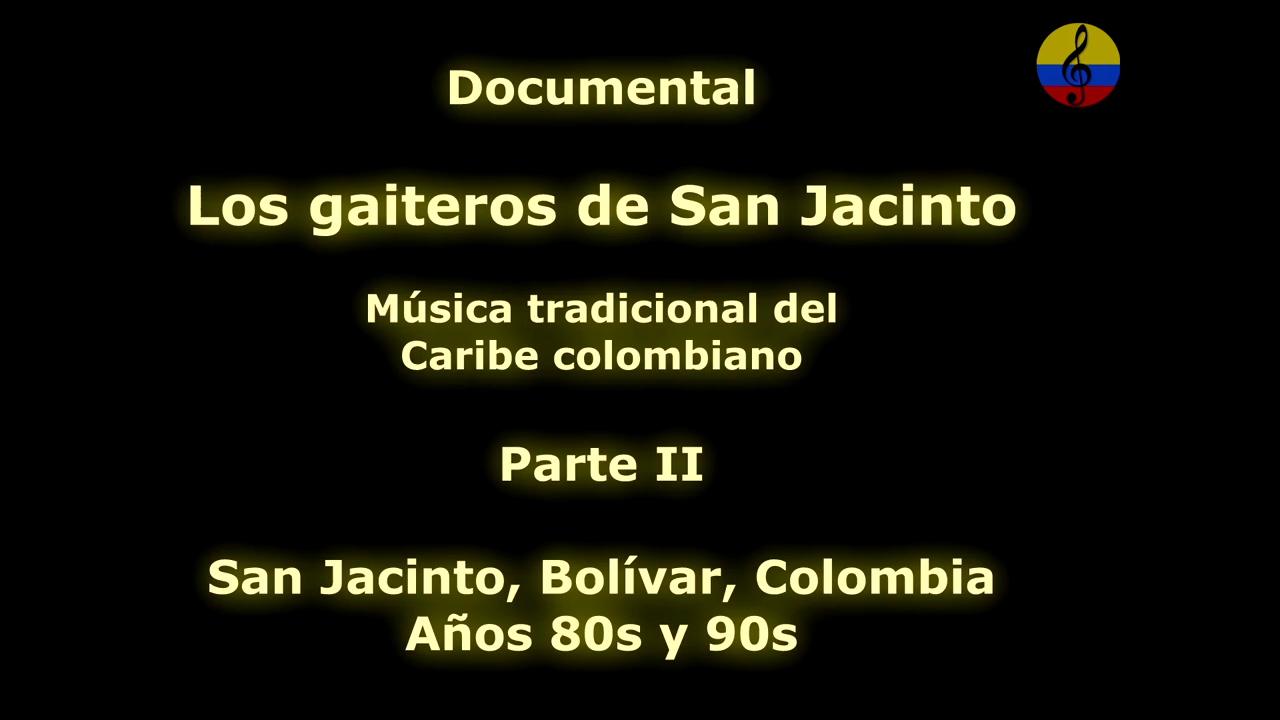 Documental
Los gaiteros de San Jacinto
Música tradicional del
Caribe colombiano
Parte II
San Jacinto, Bolívar, Colombia
Años 80s y 90s